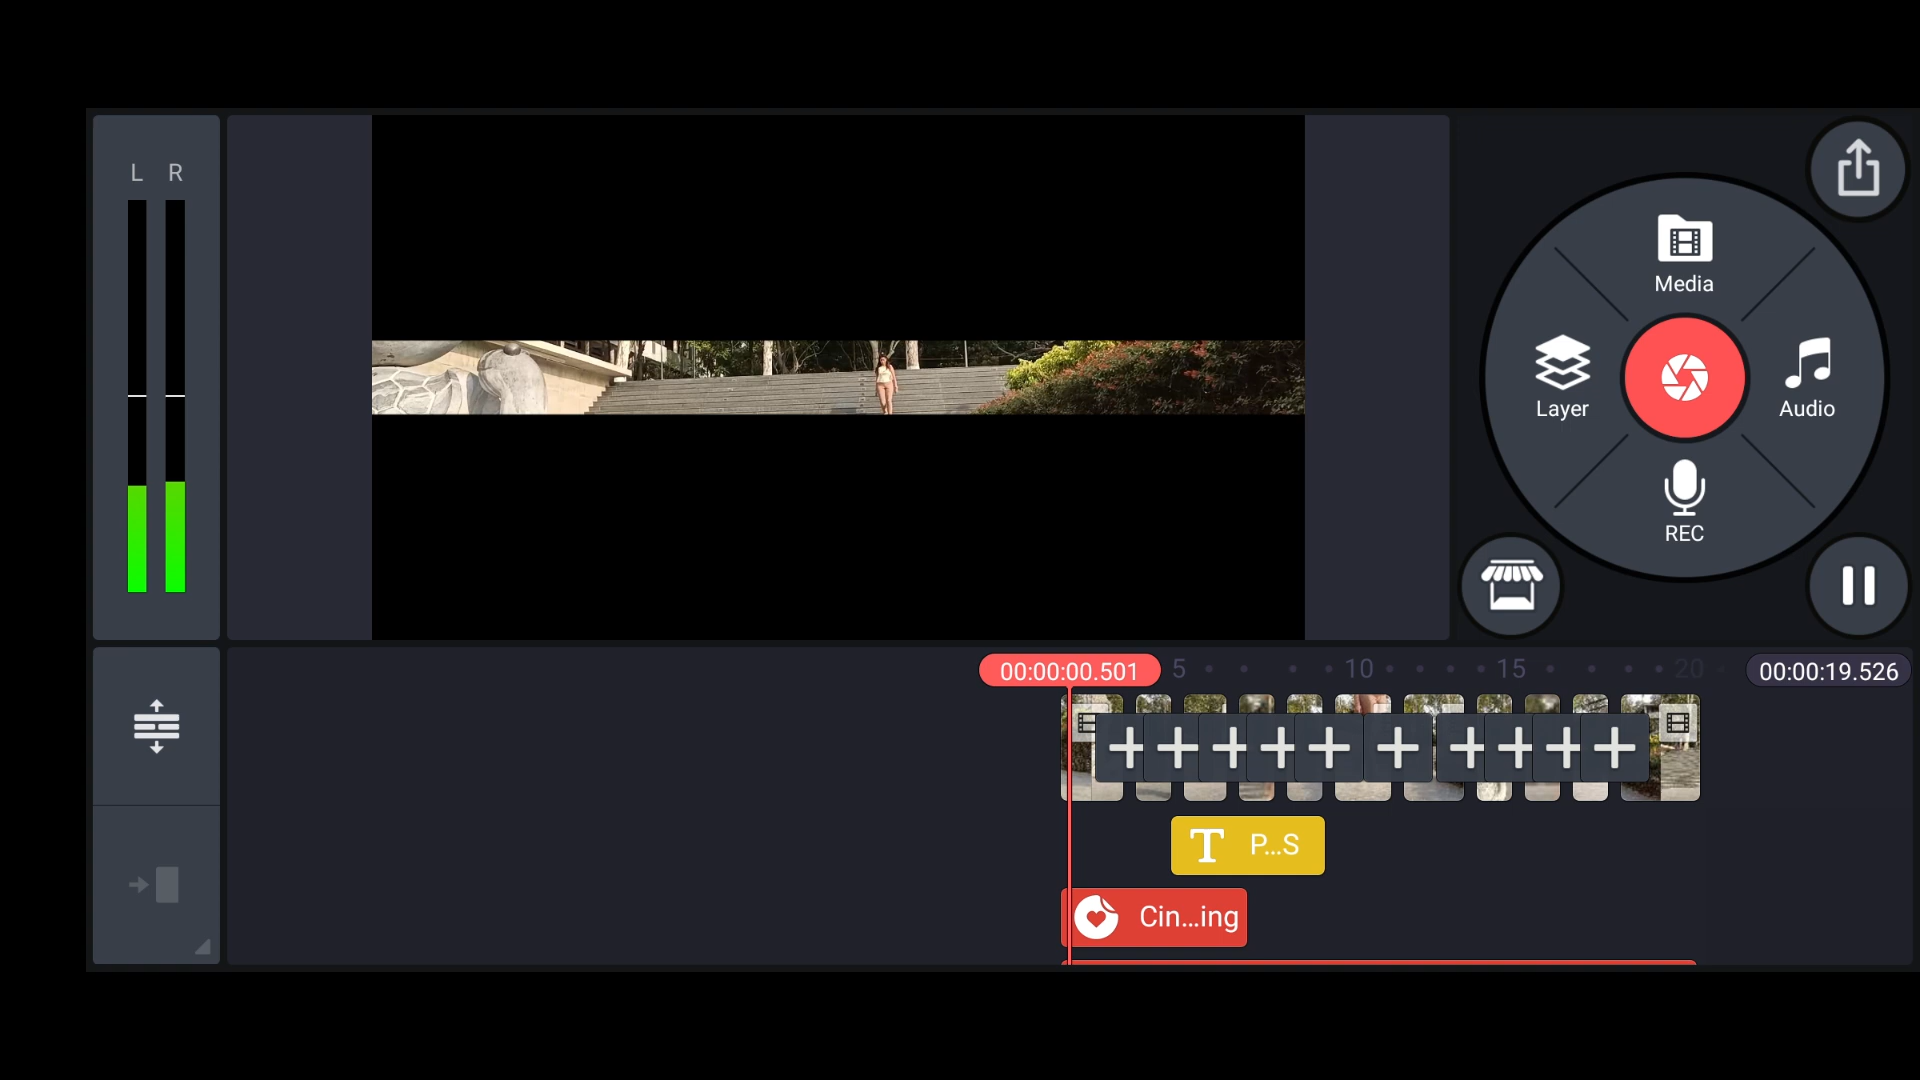 L R
Media
Layer
Audio
REC
00:00:00.501 5 10 15 20 00:00:19.526
T P...S
Cin...ing